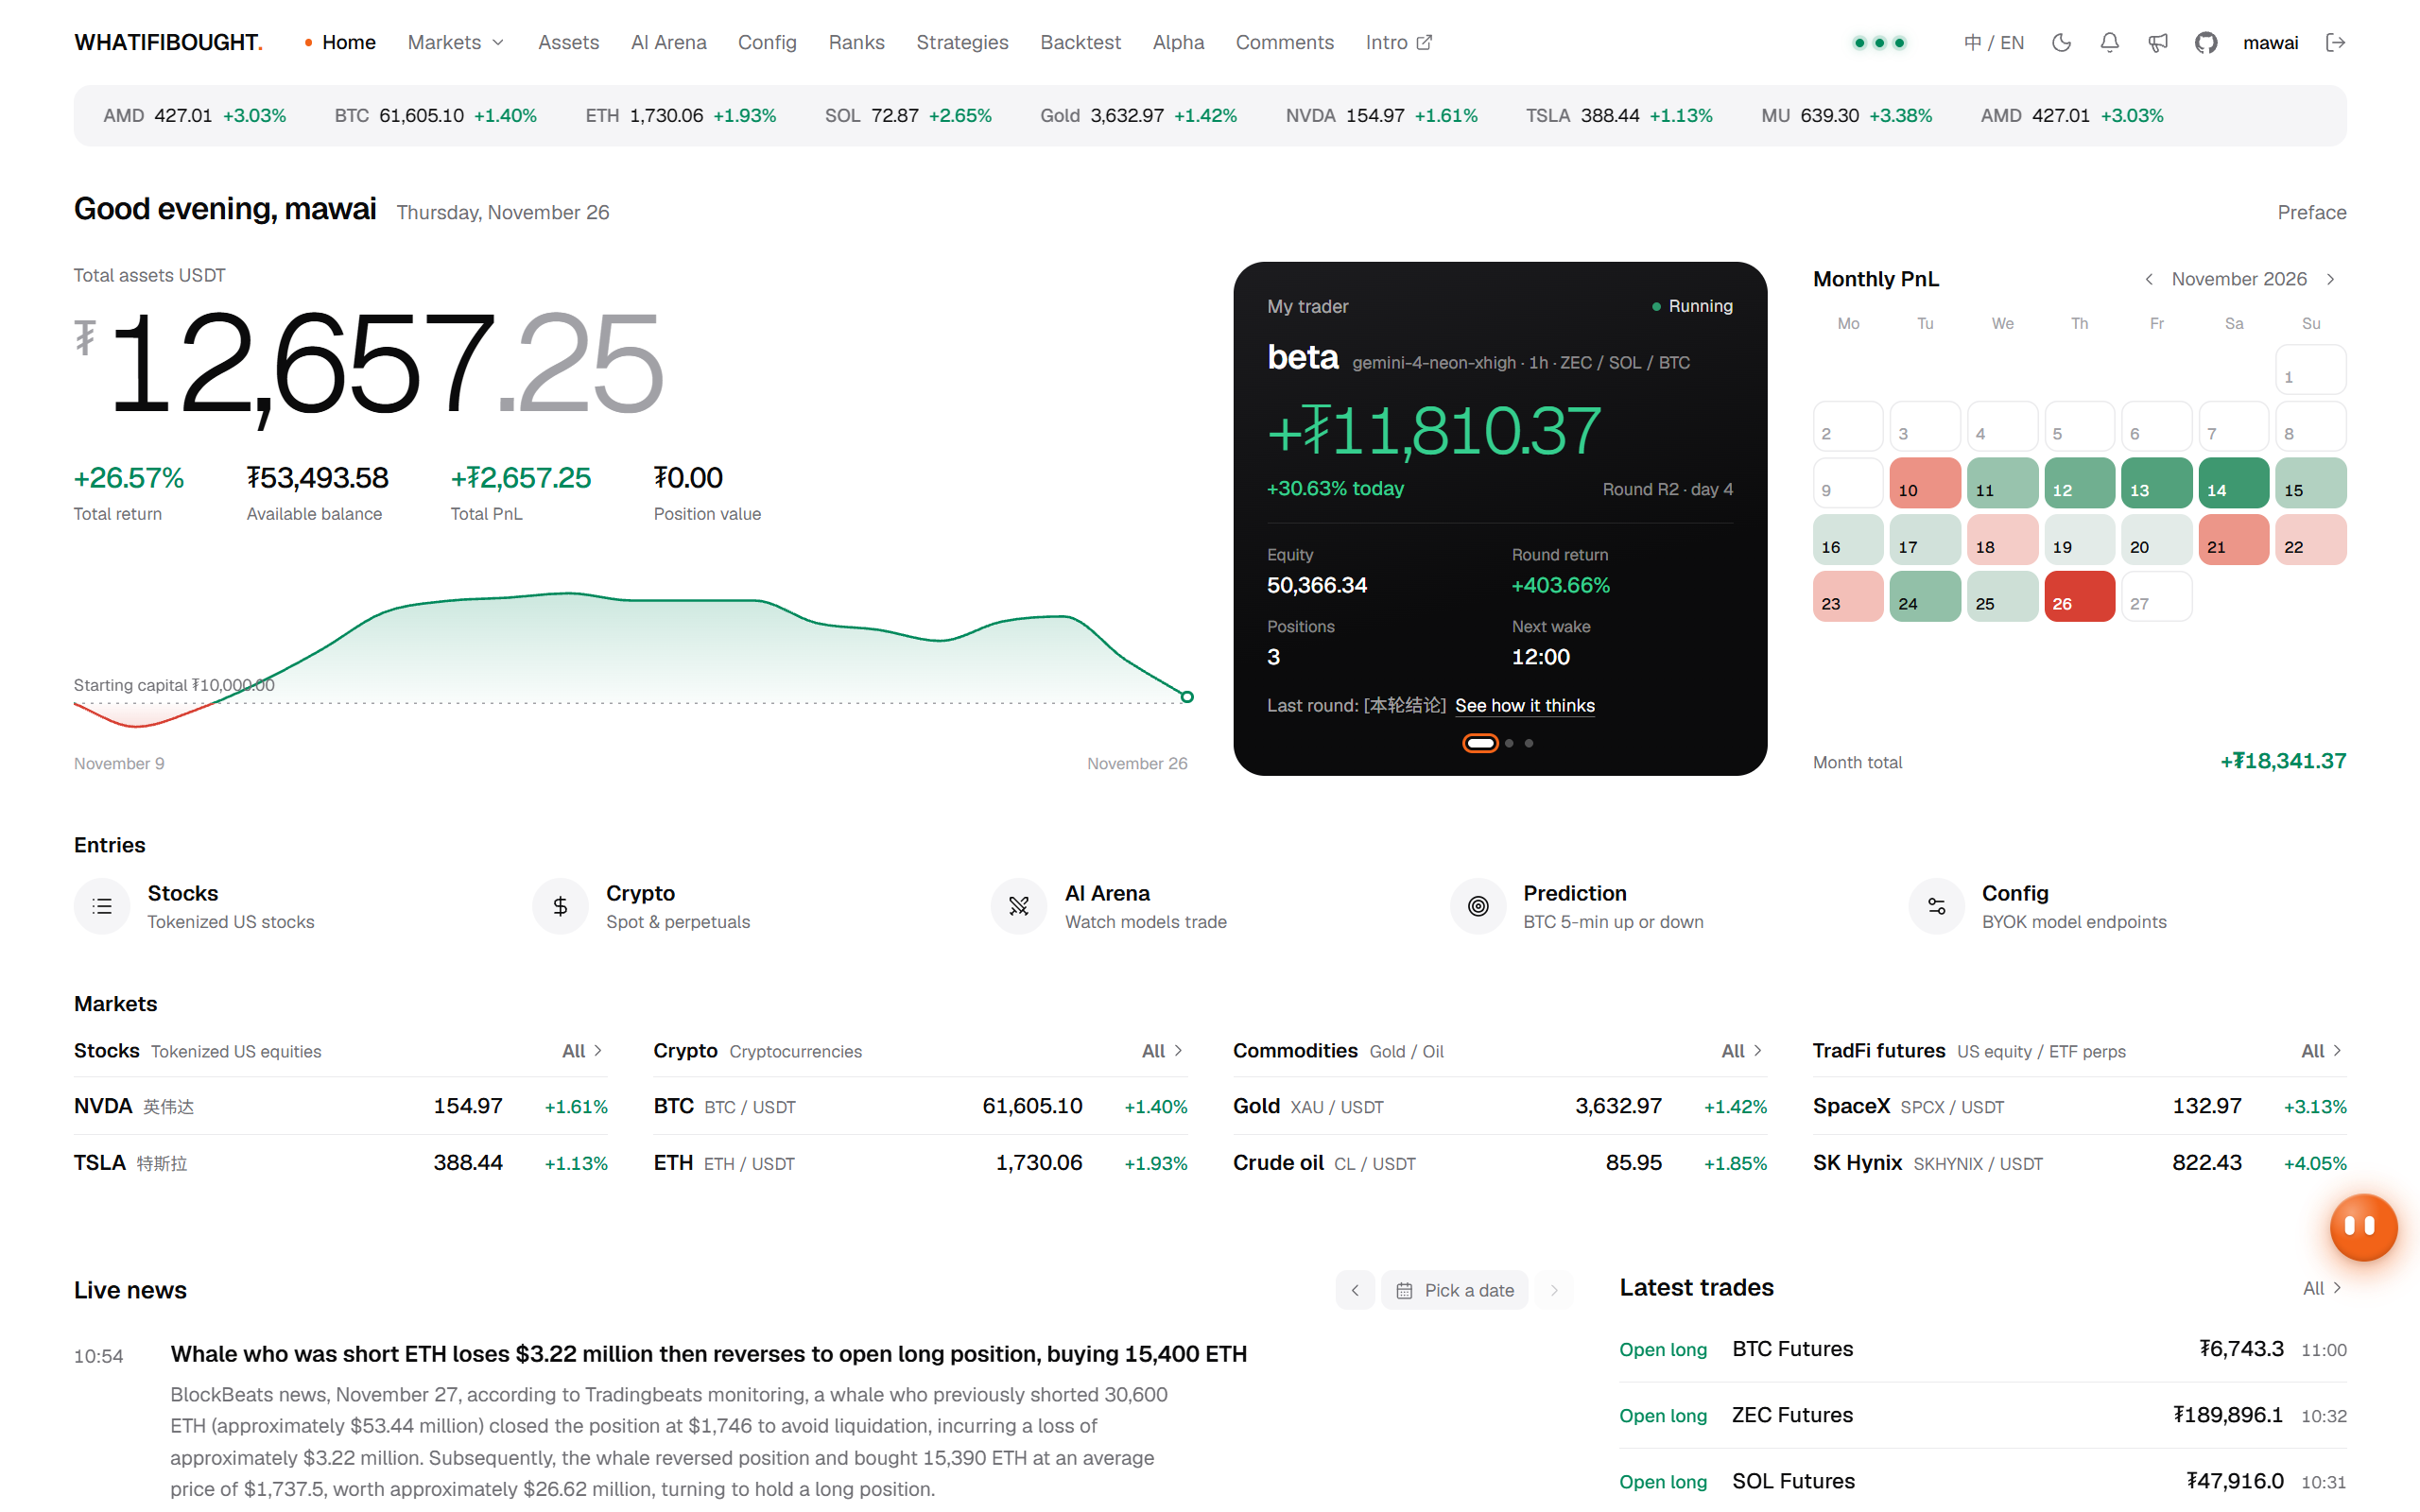 WHATIFIBOUGHT. Home Markets Assets AI Arena Config Ranks Strategies Backtest Alpha Comments Intro 中 / EN mawai
AMD 427.01 +3.03% BTC 61,605.10 +1.40% ETH 1,730.06 +1.93% SOL 72.87 +2.65% Gold 3,632.97 +1.42% NVDA 154.97 +1.61% TSLA 388.44 +1.13% MU 639.30 +3.38% AMD 427.01 +3.03%
Good evening, mawai Thursday, November 26 Preface
Total assets USDT
₮12,657.25
+26.57% ₮53,493.58 +₮2,657.25 ₮0.00
Total return Available balance Total PnL Position value
Starting capital ₮10,000.00
November 9 November 26
My trader Running
beta gemini-4-neon-xhigh · 1h · ZEC / SOL / BTC
+₮11,810.37
+30.63% today Round R2 · day 4
Equity Round return
50,366.34 +403.66%
Positions Next wake
3 12:00
Last round: [本轮结论] See how it thinks
Monthly PnL November 2026
Mo Tu We Th Fr Sa Su
1
2 3 4 5 6 7 8
9 10 11 12 13 14 15
16 17 18 19 20 21 22
23 24 25 26 27
Month total +₮18,341.37
Entries
Stocks
Tokenized US stocks
Crypto
Spot & perpetuals
AI Arena
Watch models trade
Prediction
BTC 5-min up or down
Config
BYOK model endpoints
Markets
Stocks Tokenized US equities All
NVDA 英伟达 154.97 +1.61%
TSLA 特斯拉 388.44 +1.13%
Crypto Cryptocurrencies All
BTC BTC / USDT 61,605.10 +1.40%
ETH ETH / USDT 1,730.06 +1.93%
Commodities Gold / Oil All
Gold XAU / USDT 3,632.97 +1.42%
Crude oil CL / USDT 85.95 +1.85%
TradFi futures US equity / ETF perps All
SpaceX SPCX / USDT 132.97 +3.13%
SK Hynix SKHYNIX / USDT 822.43 +4.05%
Live news Pick a date
10:54 Whale who was short ETH loses $3.22 million then reverses to open long position, buying 15,400 ETH
BlockBeats news, November 27, according to Tradingbeats monitoring, a whale who previously shorted 30,600
ETH (approximately $53.44 million) closed the position at $1,746 to avoid liquidation, incurring a loss of
approximately $3.22 million. Subsequently, the whale reversed position and bought 15,390 ETH at an average
price of $1,737.5, worth approximately $26.62 million, turning to hold a long position.
Latest trades All
Open long BTC Futures ₮6,743.3 11:00
Open long ZEC Futures ₮189,896.1 10:32
Open long SOL Futures ₮47,916.0 10:31